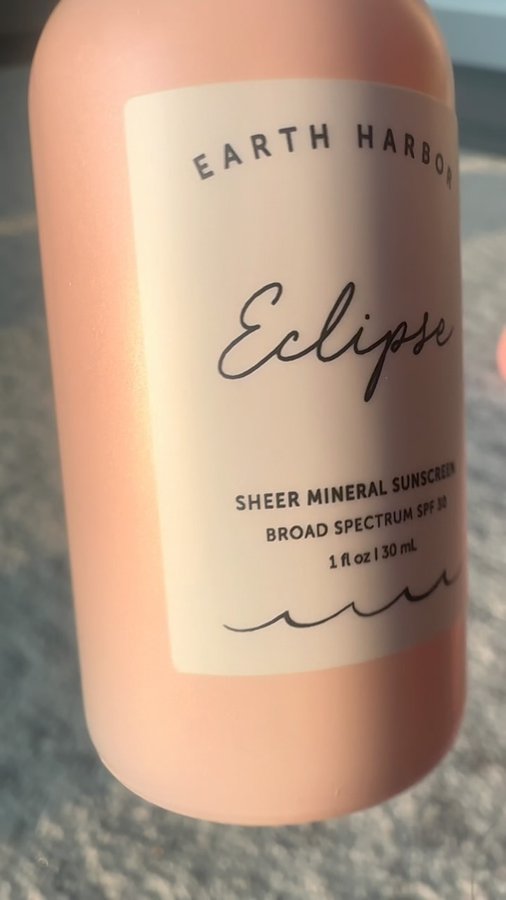 EARTH HARBOR
Eclipse
SHEER MINERAL SUNSCREEN
BROAD SPECTRUM SPF 30
1 fl oz | 30 mL